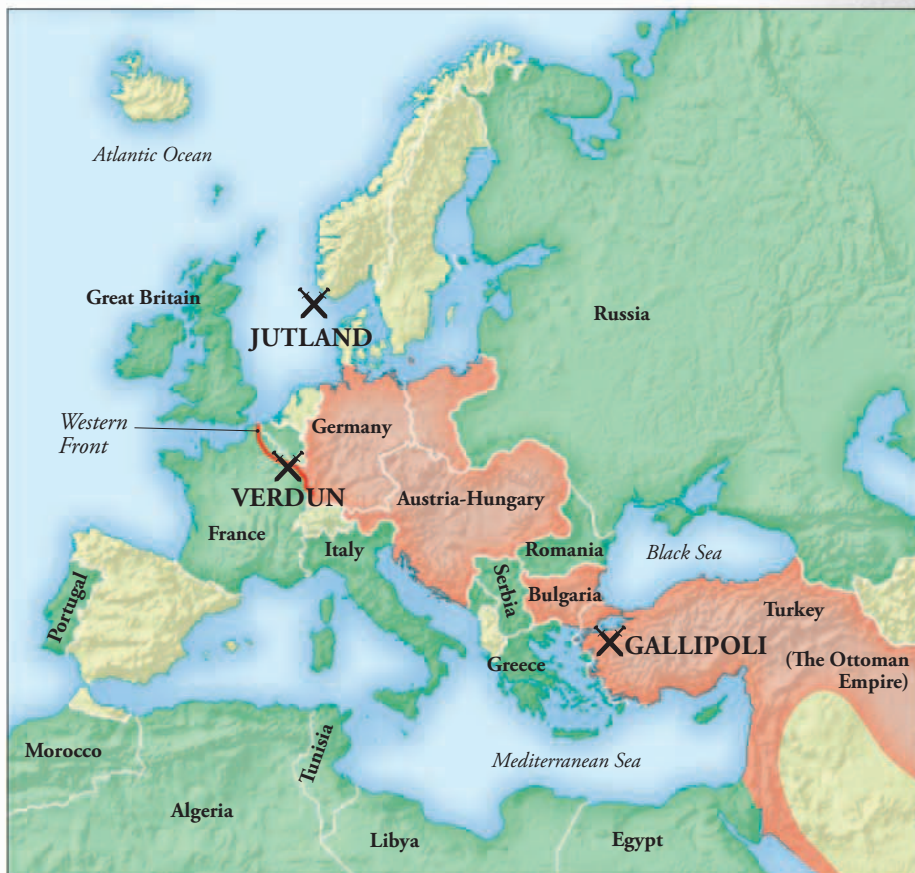 Atlantic Ocean
Great Britain
JUTLAND
Russia
Western
Front
Germany
VERDUN
Austria-Hungary
France
Italy
Romania
Black Sea
Serbia
Bulgaria
Portugal
Turkey
GALLIPOLI
(The Ottoman
Empire)
Greece
Morocco
Tunisia
Mediterranean Sea
Algeria
Libya
Egypt